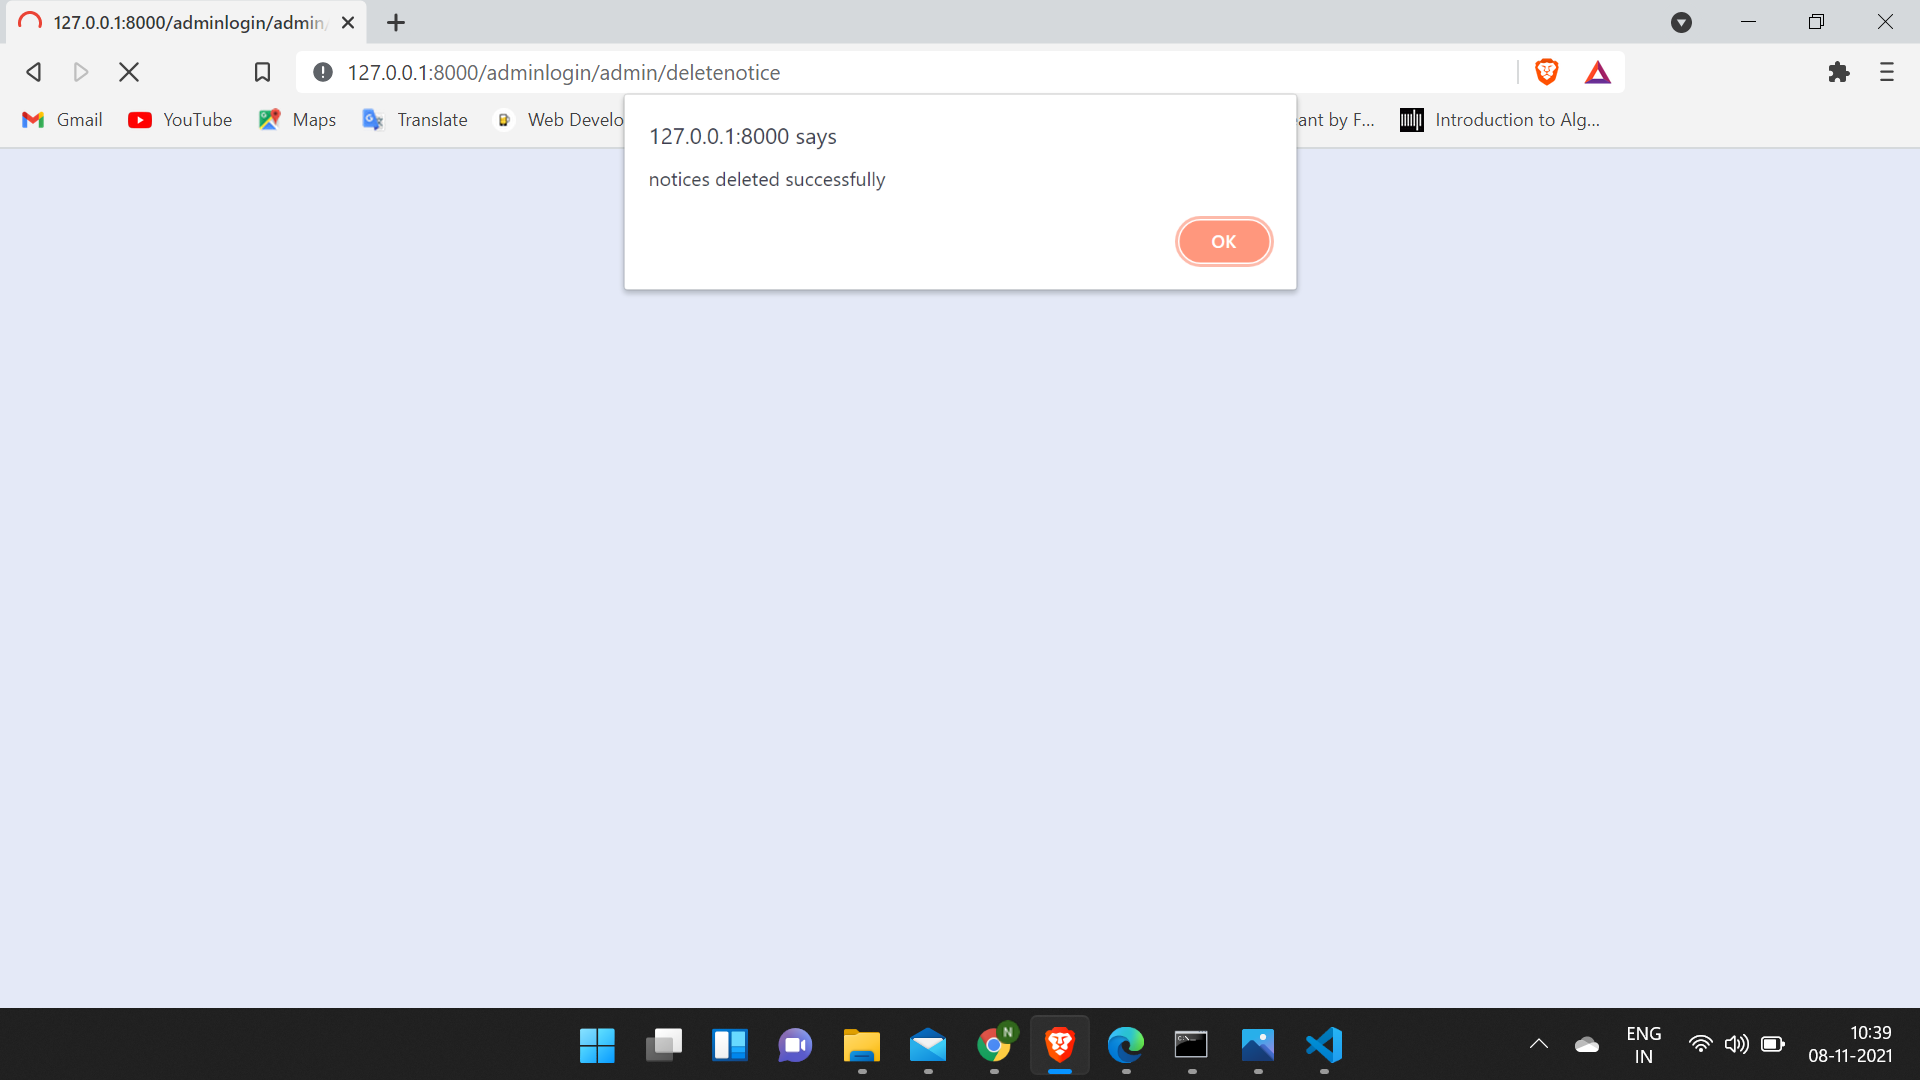 127.0.0.1:8000/adminlogin/admin/
127.0.0.1:8000/adminlogin/admin/deletenotice
Gmail
YouTube
Maps
Translate
Web Develo
ant by F...
Introduction to Alg...
127.0.0.1:8000 says
notices deleted successfully
OK
N
ENG
IN
10:39
08-11-2021